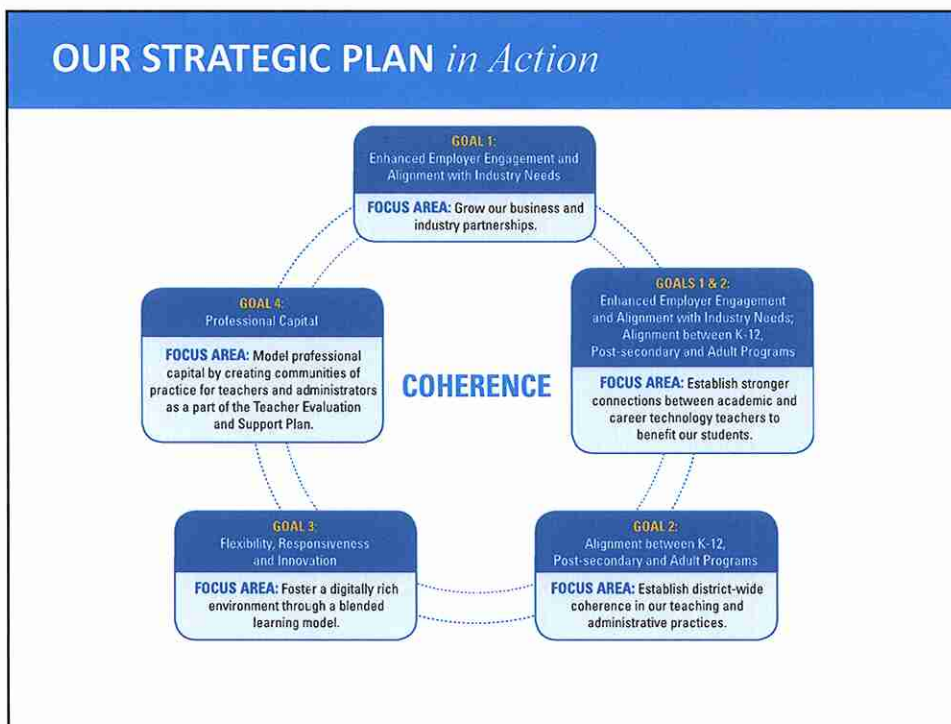 OUR STRATEGIC PLAN in Action
GOAL 1:
Enhanced Employer Engagement and
Alignment with Industry Needs
FOCUS AREA: Grow our business and
industry partnerships.
GOALS 1 & 2:
Enhanced Employer Engagement
and Alignment with Industry Needs;
Alignment between K-12,
Post-secondary and Adult Programs
FOCUS AREA: Establish stronger
connections between academic and
career technology teachers to
benefit our students.
GOAL 2:
Alignment between K-12,
Post-secondary and Adult Programs
FOCUS AREA: Establish district-wide
coherence in our teaching and
administrative practices.
GOAL 3:
Flexibility, Responsiveness
and Innovation
FOCUS AREA: Foster a digitally rich
environment through a blended
learning model.
GOAL 4:
Professional Capital
FOCUS AREA: Model professional
capital by creating communities of
practice for teachers and administrators
as a part of the Teacher Evaluation
and Support Plan.
COHERENCE